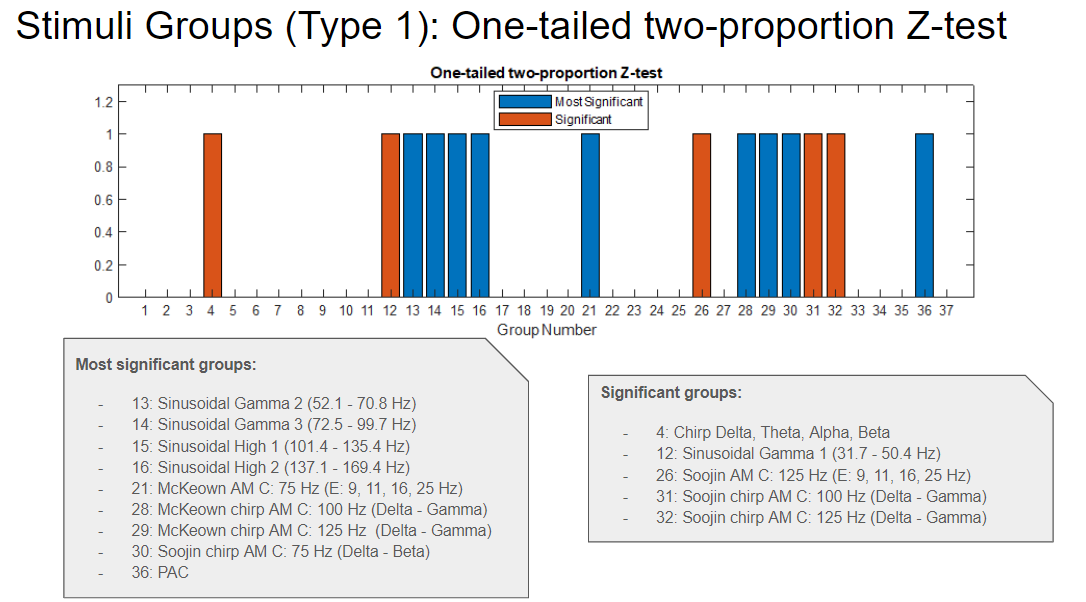 Stimuli Groups (Type 1): One-tailed two-proportion Z-test
One-tailed two-proportion Z-test
Most Significant
Significant
1.2
1
0.8
0.6
0.4
0.2
0
1 2 3 4 5 6 7 8 9 10 11 12 13 14 15 16 17 18 19 20 21 22 23 24 25 26 27 28 29 30 31 32 33 34 35 36 37
Group Number
Most significant groups:
- 13: Sinusoidal Gamma 2 (52.1 - 70.8 Hz)
- 14: Sinusoidal Gamma 3 (72.5 - 99.7 Hz)
- 15: Sinusoidal High 1 (101.4 - 135.4 Hz)
- 16: Sinusoidal High 2 (137.1 - 169.4 Hz)
- 21: McKeown AM C: 75 Hz (E: 9, 11, 16, 25 Hz)
- 28: McKeown chirp AM C: 100 Hz (Delta - Gamma)
- 29: McKeown chirp AM C: 125 Hz (Delta - Gamma)
- 30: Soojin chirp AM C: 75 Hz (Delta - Beta)
- 36: PAC
Significant groups:
- 4: Chirp Delta, Theta, Alpha, Beta
- 12: Sinusoidal Gamma 1 (31.7 - 50.4 Hz)
- 26: Soojin AM C: 125 Hz (E: 9, 11, 16, 25 Hz)
- 31: Soojin chirp AM C: 100 Hz (Delta - Gamma)
- 32: Soojin chirp AM C: 125 Hz (Delta - Gamma)